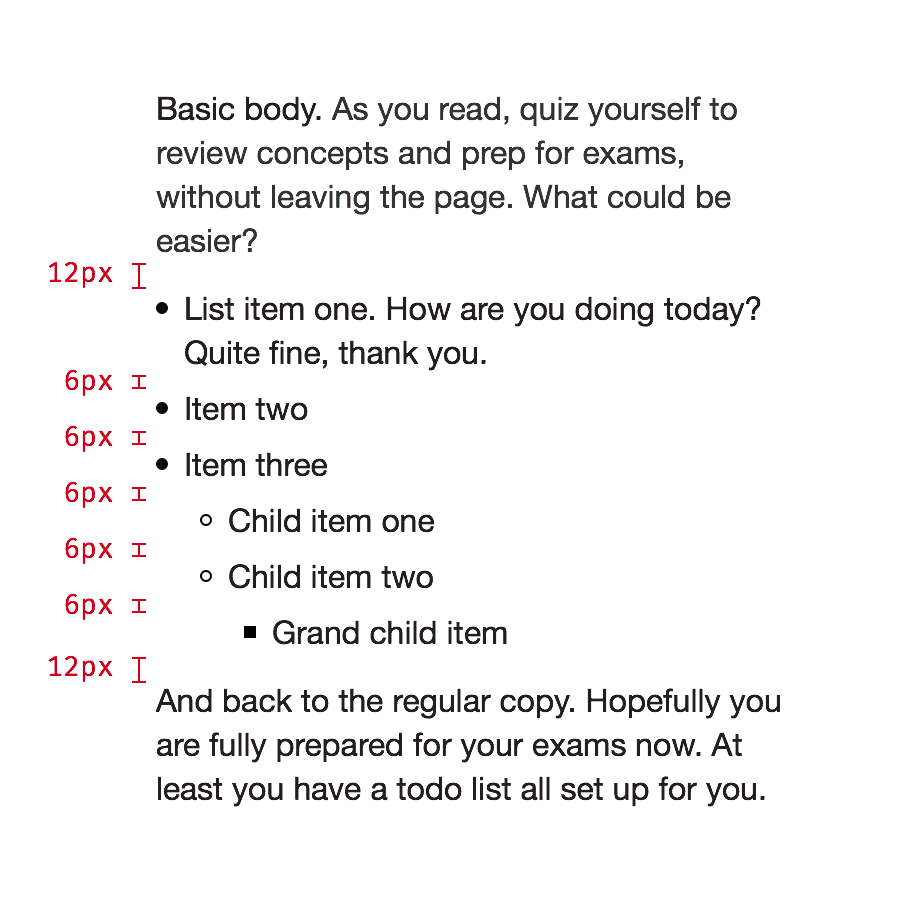 Basic body. As you read, quiz yourself to
review concepts and prep for exams,
without leaving the page. What could be
easier?
12px
• List item one. How are you doing today?
Quite fine, thank you.
6px
• Item two
6px
• Item three
6px
○ Child item one
6px
○ Child item two
6px
■ Grand child item
12px
And back to the regular copy. Hopefully you
are fully prepared for your exams now. At
least you have a todo list all set up for you.